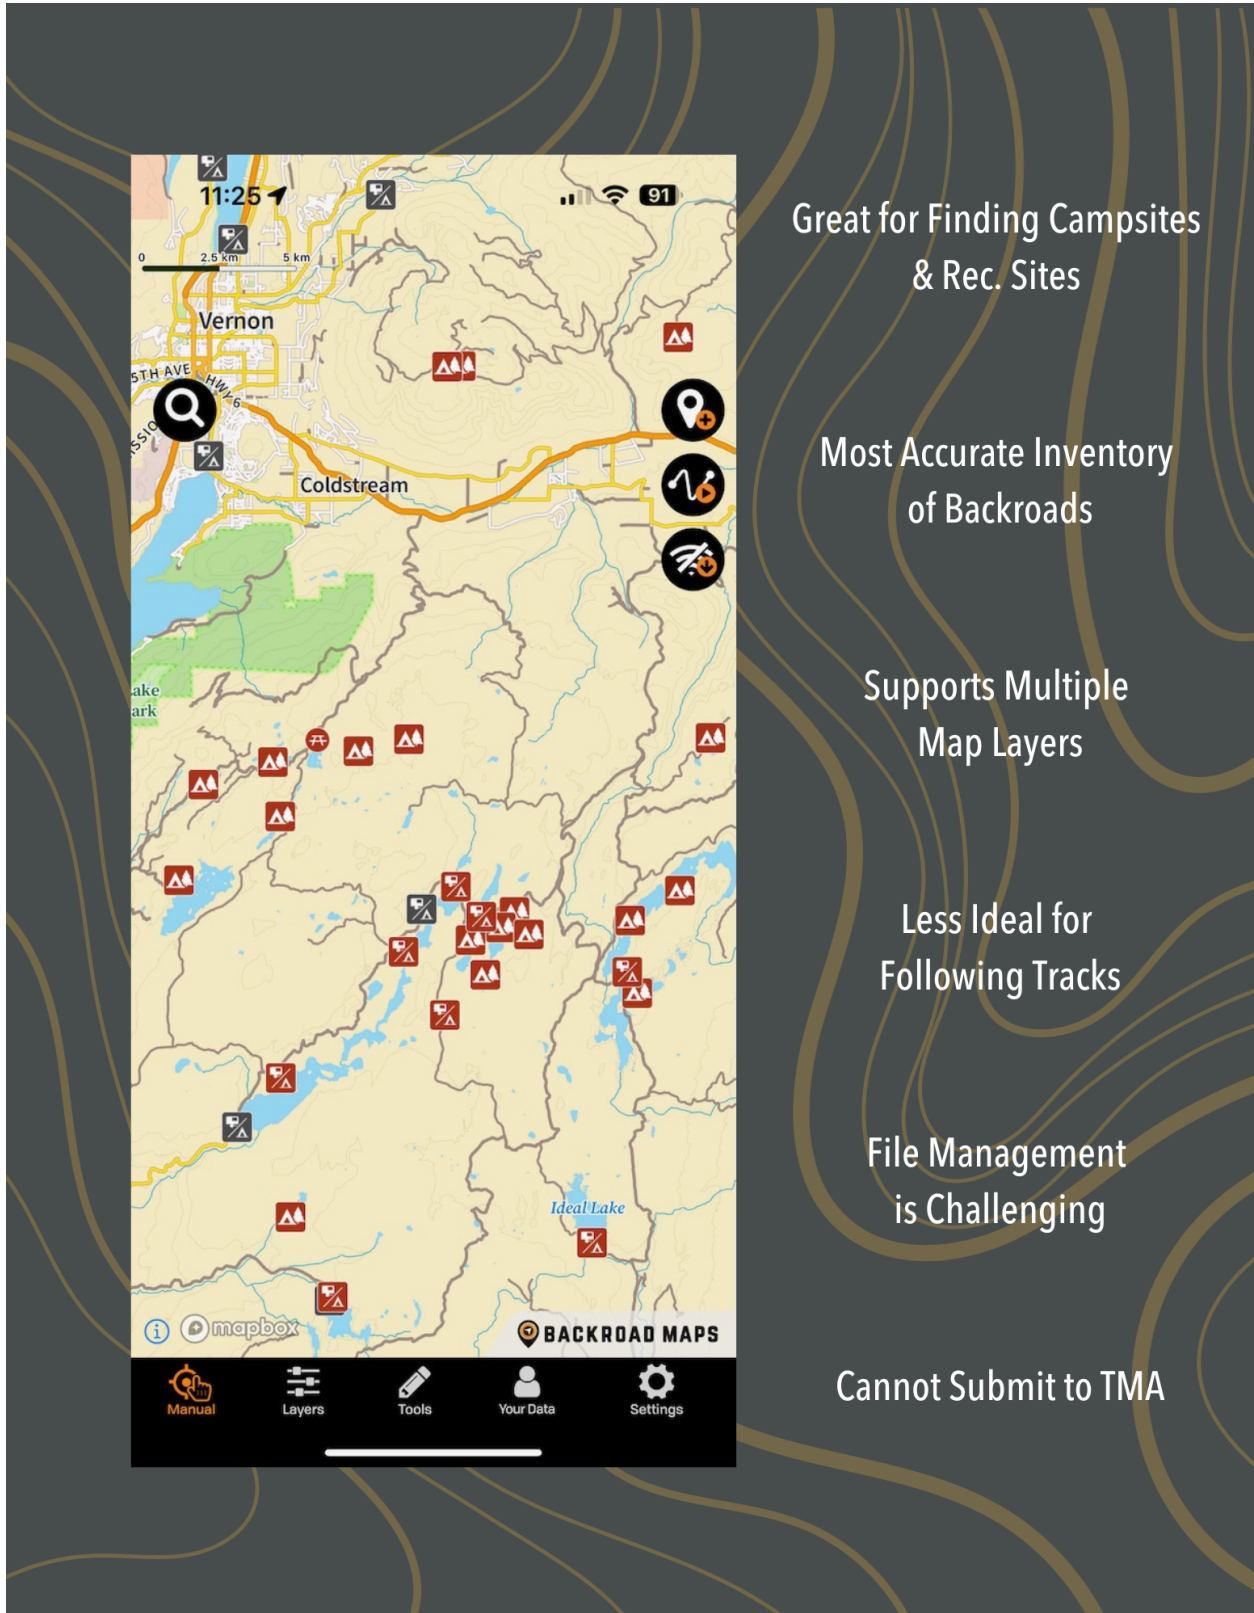 11:25
91
0 2.5 km 5 km
Vernon
5TH AVE
HWY 6
Coldstream
ake
ark
Ideal Lake
mapbox
BACKROAD MAPS
Manual
Layers
Tools
Your Data
Settings
Great for Finding Campsites
& Rec. Sites
Most Accurate Inventory
of Backroads
Supports Multiple
Map Layers
Less Ideal for
Following Tracks
File Management
is Challenging
Cannot Submit to TMA